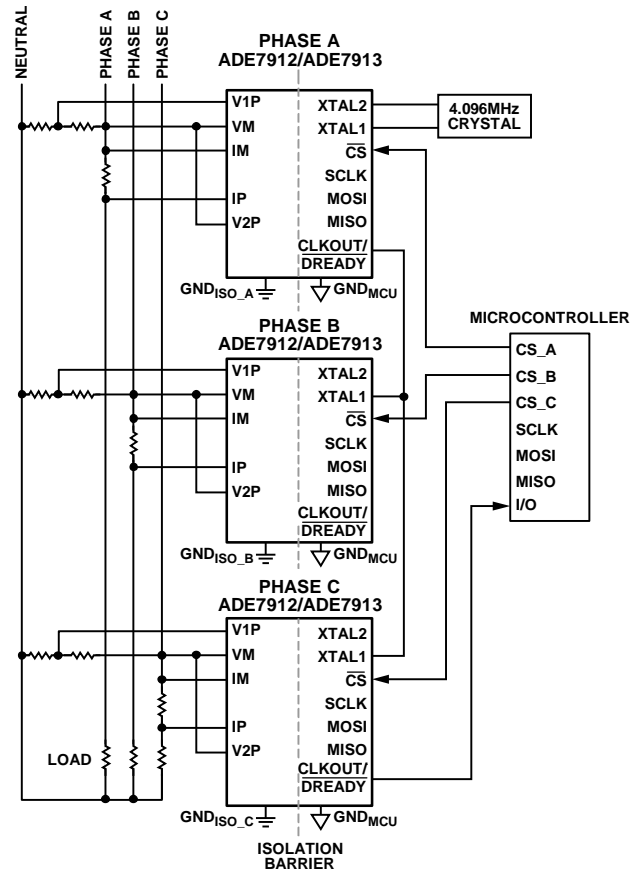 NEUTRAL
PHASE A
PHASE B
PHASE C
PHASE A
ADE7912/ADE7913
V1P
VM
IM
IP
V2P
XTAL2
XTAL1
CS
SCLK
MOSI
MISO
CLKOUT/
DREADY
GNDISO_A
GNDMCU
4.096MHz
CRYSTAL
PHASE B
ADE7912/ADE7913
V1P
VM
IM
IP
V2P
XTAL2
XTAL1
CS
SCLK
MOSI
MISO
CLKOUT/
DREADY
GNDISO_B
GNDMCU
MICROCONTROLLER
CS_A
CS_B
CS_C
SCLK
MOSI
MISO
I/O
PHASE C
ADE7912/ADE7913
V1P
VM
IM
IP
V2P
XTAL2
XTAL1
CS
SCLK
MOSI
MISO
CLKOUT/
DREADY
LOAD
GNDISO_C
GNDMCU
ISOLATION
BARRIER